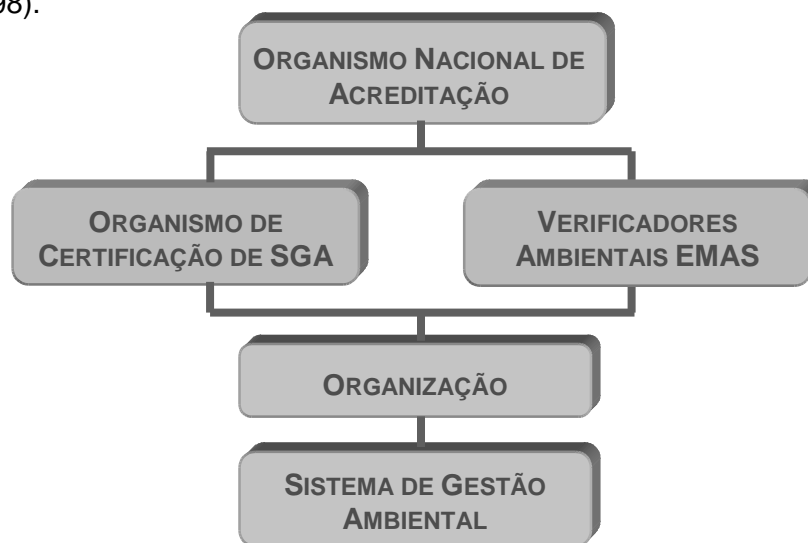 98).
ORGANISMO NACIONAL DE
ACREDITAÇÃO
ORGANISMO DE
CERTIFICAÇÃO DE SGA
VERIFICADORES
AMBIENTAIS EMAS
ORGANIZAÇÃO
SISTEMA DE GESTÃO
AMBIENTAL